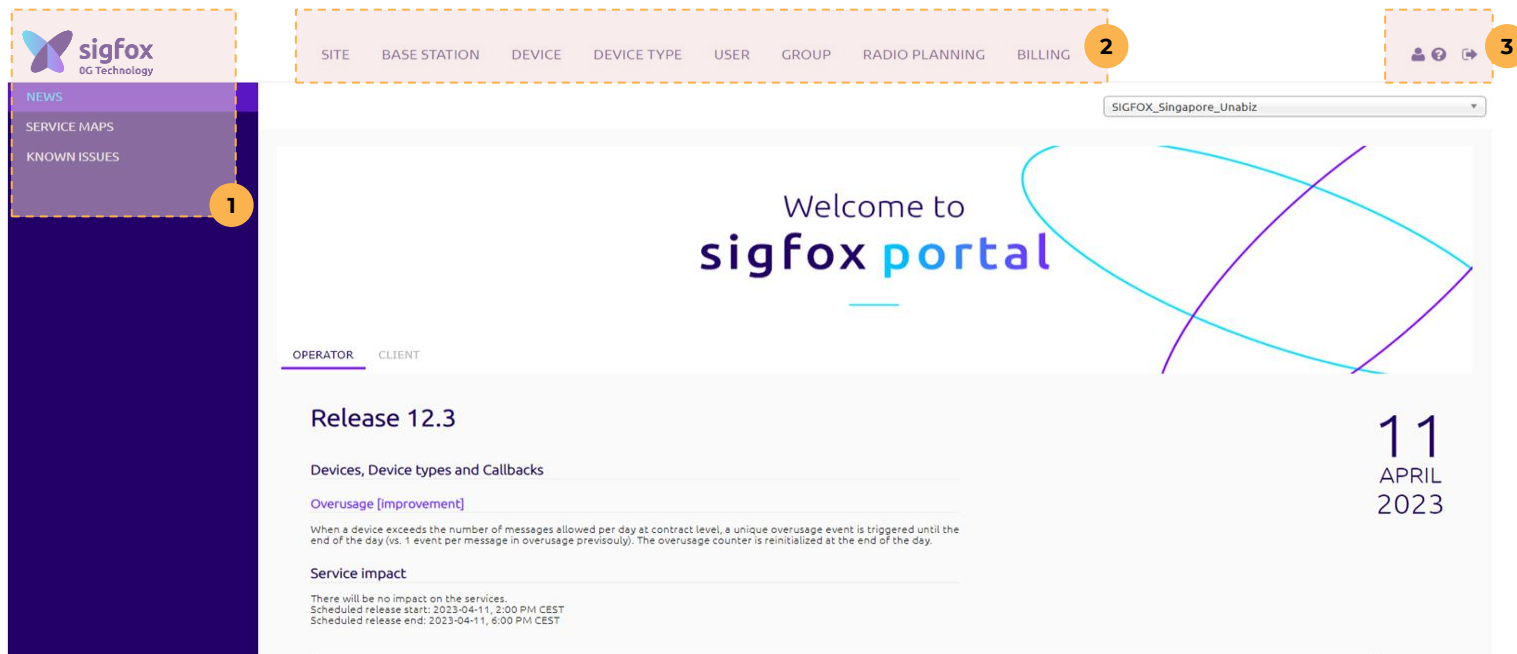 sigfox
0G Technology
SITE BASE STATION DEVICE DEVICE TYPE USER GROUP RADIO PLANNING BILLING 2
3
NEWS
SERVICE MAPS
KNOWN ISSUES
1
SIGFOX_Singapore_Unabiz
Welcome to
sigfox portal
OPERATOR CLIENT
Release 12.3
11
APRIL
2023
Devices, Device types and Callbacks
Overusage [improvement]
When a device exceeds the number of messages allowed per day at contract level, a unique overusage event is triggered until the
end of the day (vs. 1 event per message in overusage previsouly). The overusage counter is reinitialized at the end of the day.
Service impact
There will be no impact on the services.
Scheduled release start: 2023-04-11, 2:00 PM CEST
Scheduled release end: 2023-04-11, 6:00 PM CEST